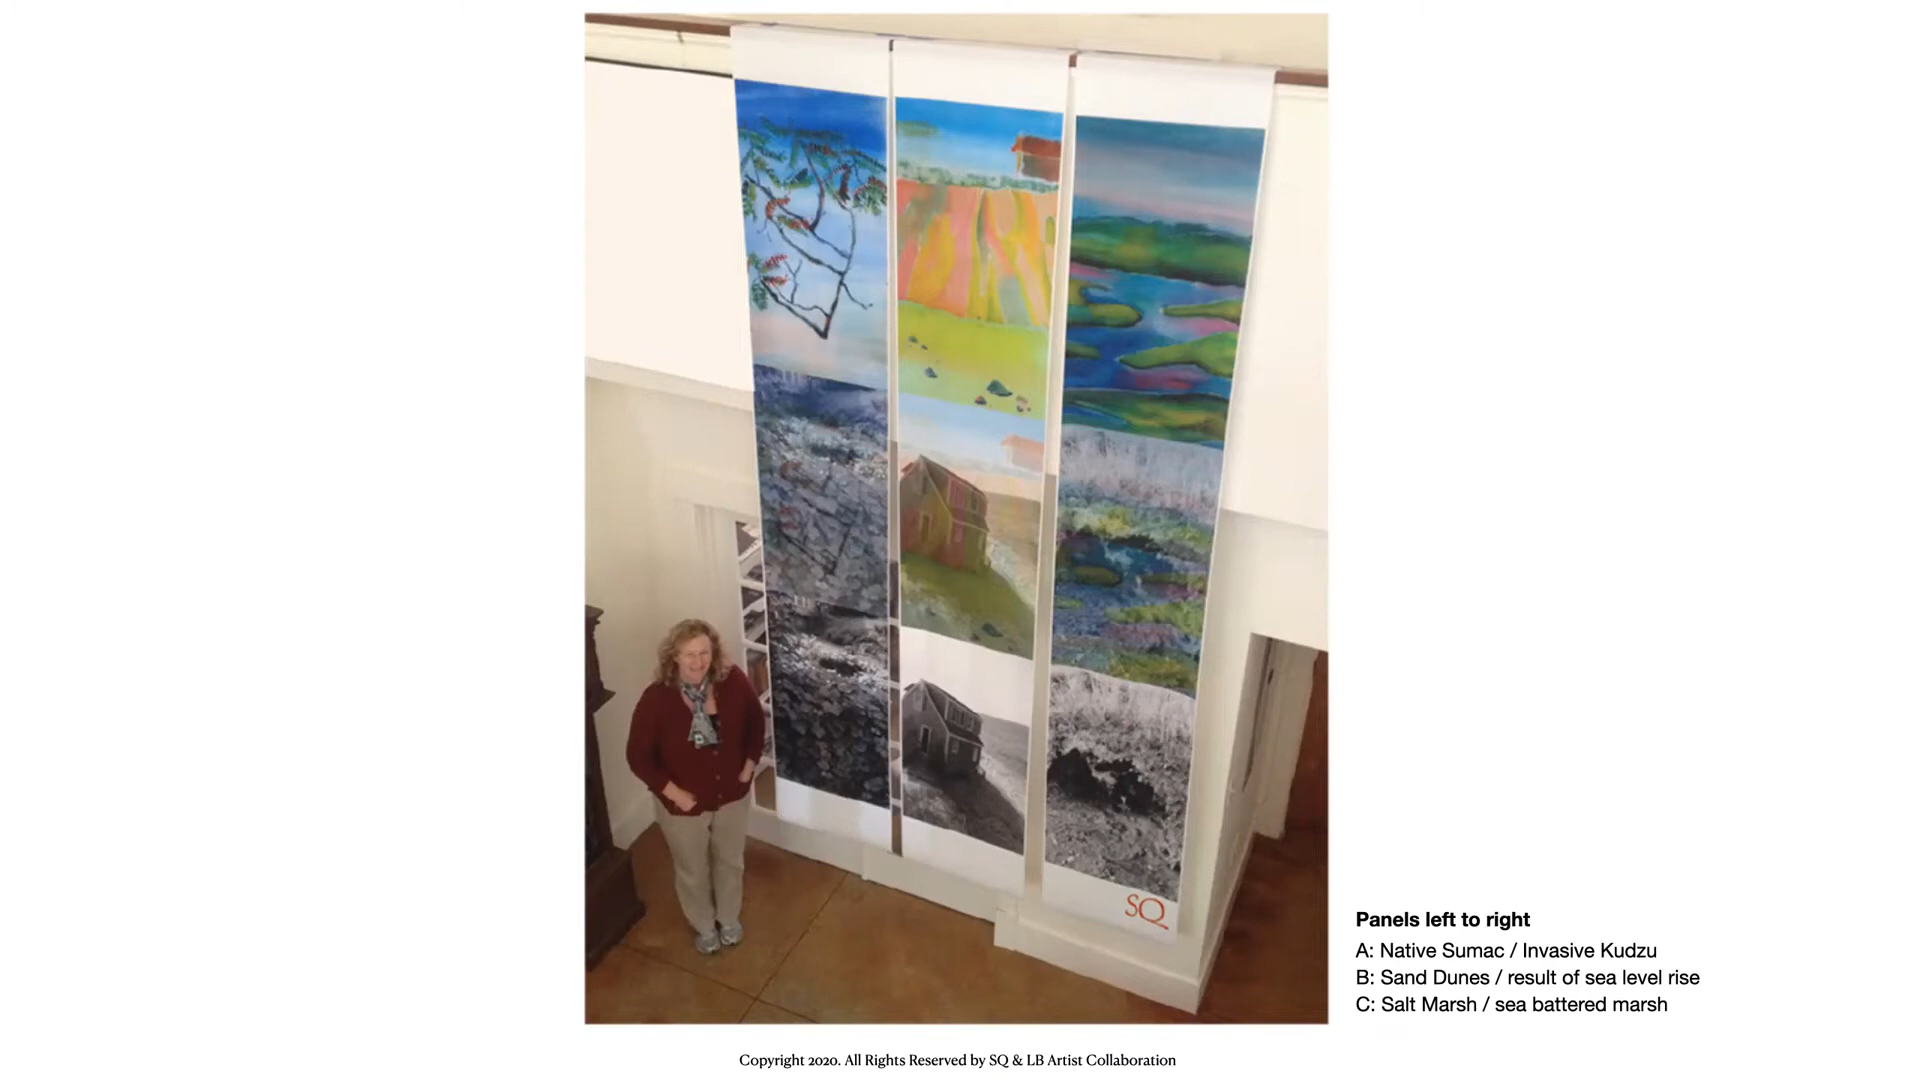 SQ
Panels left to right
A: Native Sumac / Invasive Kudzu
B: Sand Dunes / result of sea level rise
C: Salt Marsh / sea battered marsh
Copyright 2020. All Rights Reserved by SQ & LB Artist Collaboration